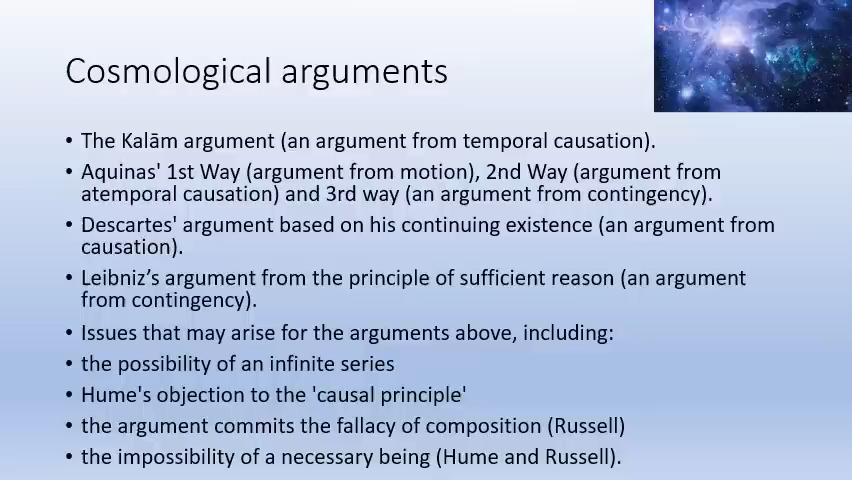 Cosmological arguments
• The Kalām argument (an argument from temporal causation).
• Aquinas' 1st Way (argument from motion), 2nd Way (argument from
atemporal causation) and 3rd way (an argument from contingency).
• Descartes' argument based on his continuing existence (an argument from
causation).
• Leibniz’s argument from the principle of sufficient reason (an argument
from contingency).
• Issues that may arise for the arguments above, including:
• the possibility of an infinite series
• Hume's objection to the 'causal principle'
• the argument commits the fallacy of composition (Russell)
• the impossibility of a necessary being (Hume and Russell).